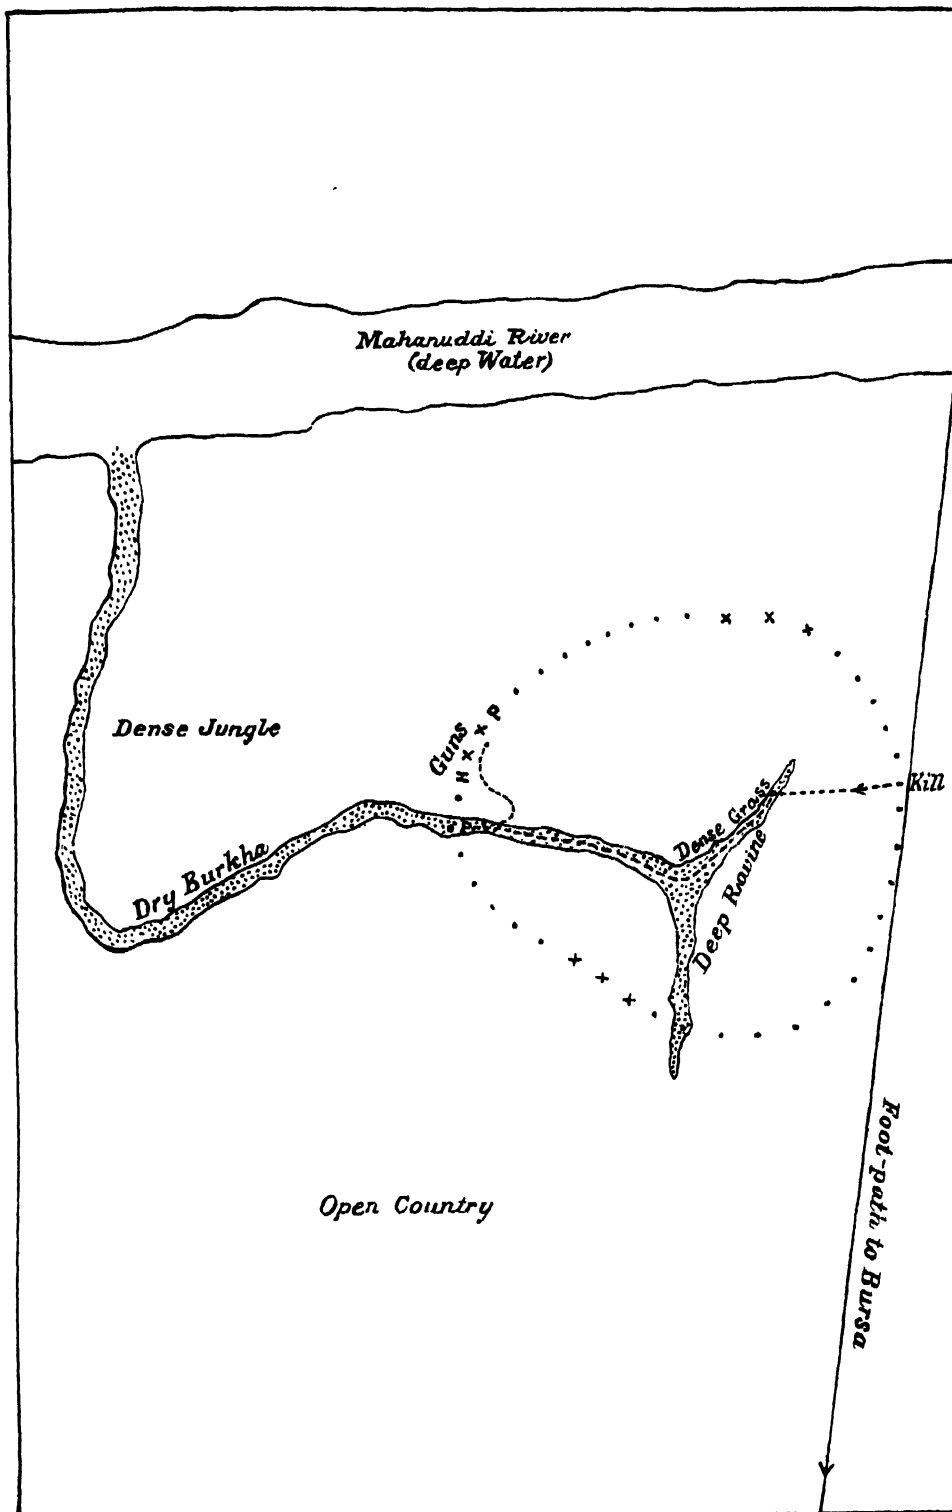 Mahanuddi River
(deep Water)
Dense Jungle
Guns
P
x
x
H
Kill
Dense Grass
Deep Ravine
Dry Burkha
P
Open Country
Foot-path to Bursa